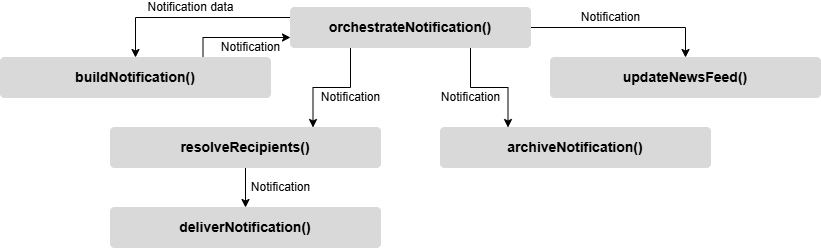 Notification data
orchestrateNotification()
Notification
Notification
buildNotification()
updateNewsFeed()
Notification
Notification
resolveRecipients()
archiveNotification()
Notification
deliverNotification()